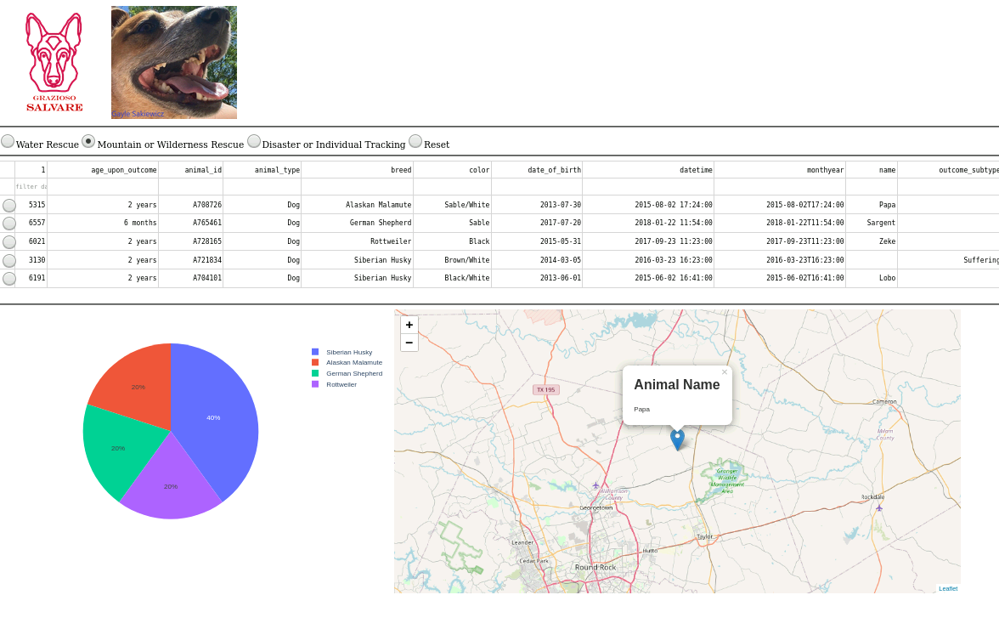 GRAZIOSO
SALVARE
Gayle Sakiewicz
Water Rescue Mountain or Wilderness Rescue Disaster or Individual Tracking Reset
1 age_upon_outcome animal_id animal_type breed color date_of_birth datetime monthyear name outcome_subtype
filter da
5315 2 years A708726 Dog Alaskan Malamute Sable/White 2013-07-30 2015-08-02 17:24:00 2015-08-02T17:24:00 Papa
6557 6 months A765461 Dog German Shepherd Sable 2017-07-20 2018-01-22 11:54:00 2018-01-22T11:54:00 Sargent
6021 2 years A728165 Dog Rottweiler Black 2015-05-31 2017-09-23 11:23:00 2017-09-23T11:23:00 Zeke
3130 2 years A721834 Dog Siberian Husky Brown/White 2014-03-05 2016-03-23 16:23:00 2016-03-23T16:23:00 Suffering
6191 2 years A704101 Dog Siberian Husky Black/White 2013-06-01 2015-06-02 16:41:00 2015-06-02T16:41:00 Lobo
Siberian Husky
Alaskan Malamute
German Shepherd
Rottweiler
20%
40%
20%
20%
+
−
×
Animal Name
Papa
TX 195
Cameron
Milam
County
Granger
Wildlife
Management
Area
Williamson
County
Georgetown
Rockdale
Taylor
Leander
Hutto
Cedar Park
Round Rock
Leaflet